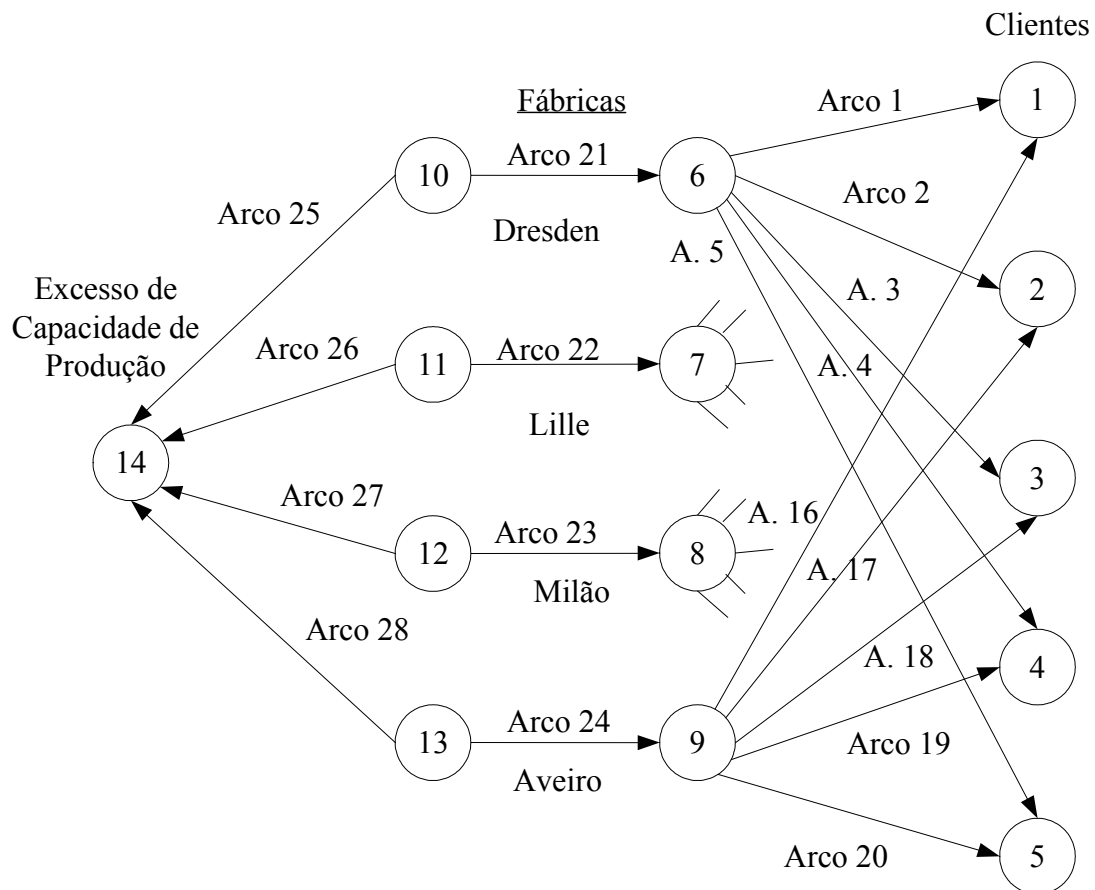 Clientes
1
Fábricas
Arco 1
10
Arco 21
6
Arco 2
Arco 25
Dresden
A. 5
A. 3
2
Excesso de
Capacidade de
Produção
Arco 26
11
Arco 22
7
A. 4
Lille
14
3
Arco 27
12
Arco 23
8
A. 16
A. 17
Milão
Arco 28
A. 18
4
13
Arco 24
9
Arco 19
Aveiro
Arco 20
5